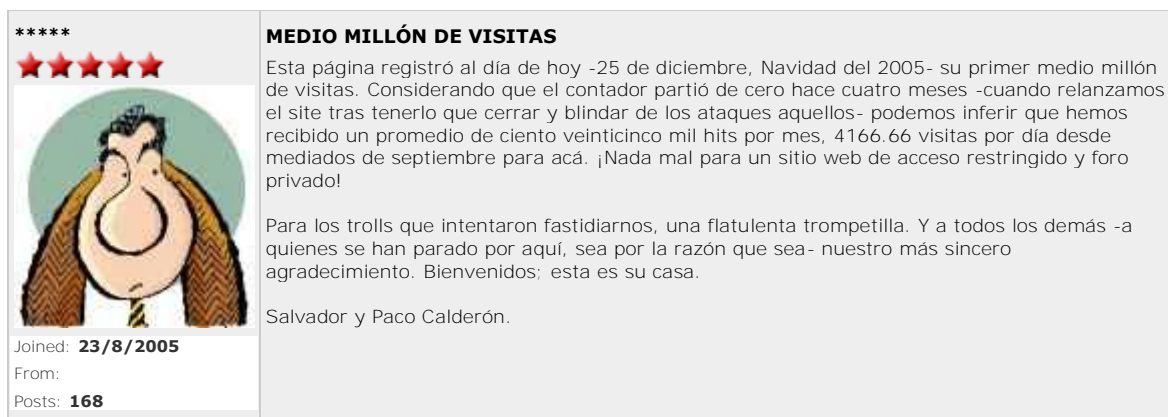 *****
MEDIO MILLÓN DE VISITAS
Esta página registró al día de hoy -25 de diciembre, Navidad del 2005- su primer medio millón
de visitas. Considerando que el contador partió de cero hace cuatro meses -cuando relanzamos
el site tras tenerlo que cerrar y blindar de los ataques aquellos- podemos inferir que hemos
recibido un promedio de ciento veinticinco mil hits por mes, 4166.66 visitas por día desde
mediados de septiembre para acá. ¡Nada mal para un sitio web de acceso restringido y foro
privado!
Para los trolls que intentaron fastidiarnos, una flatulenta trompetilla. Y a todos los demás -a
quienes se han parado por aquí, sea por la razón que sea- nuestro más sincero
agradecimiento. Bienvenidos; esta es su casa.
Salvador y Paco Calderón.
Joined: 23/8/2005
From:
Posts: 168